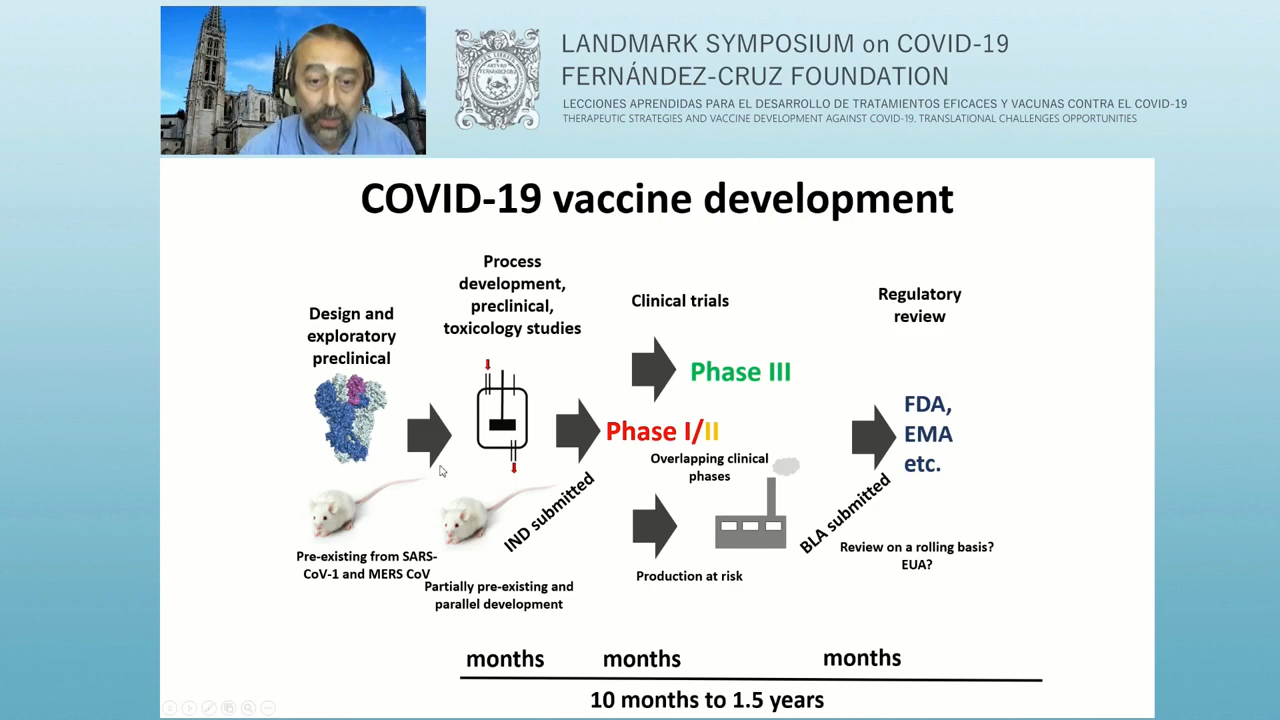 LANDMARK SYMPOSIUM on COVID-19
FERNÁNDEZ-CRUZ FOUNDATION
LECCIONES APRENDIDAS PARA EL DESARROLLO DE TRATAMIENTOS EFICACES Y VACUNAS CONTRA EL COVID-19
THERAPEUTIC STRATEGIES AND VACCINE DEVELOPMENT AGAINST COVID-19. TRANSLATIONAL CHALLENGES OPPORTUNITIES
COVID-19 vaccine development
Design and
exploratory
preclinical
Pre-existing from SARS-
CoV-1 and MERS CoV
Process
development,
preclinical,
toxicology studies
Partially pre-existing and
parallel development
IND submitted
Clinical trials
Phase III
Phase I/II
Overlapping clinical
phases
Production at risk
BLA submitted
Regulatory
review
FDA,
EMA
etc.
Review on a rolling basis?
EUA?
months
months
months
10 months to 1.5 years